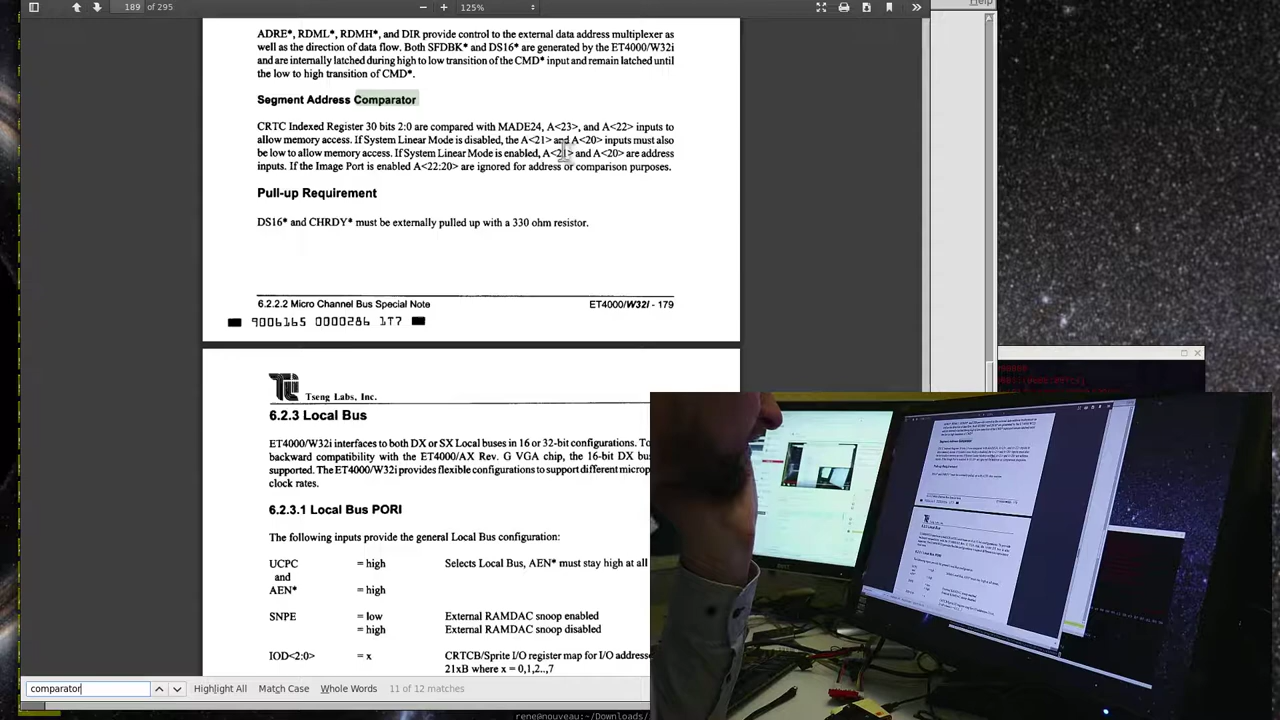 Help
189 of 295
125%
ADRE*, RDML*, RDMH*, and DIR provide control to the external data address multiplexer as
well as the direction of data flow. Both SFDBK* and DS16* are generated by the ET4000/W32i
and are internally latched during high to low transition of the CMD* input and remain latched until
the low to high transition of CMD*.
Segment Address Comparator
CRTC Indexed Register 30 bits 2:0 are compared with MADE24, A<23>, and A<22> inputs to
allow memory access. If System Linear Mode is disabled, the A<21> and A<20> inputs must also
be low to allow memory access. If System Linear Mode is enabled, A<21> and A<20> are address
inputs. If the Image Port is enabled A<22:20> are ignored for address or comparison purposes.
Pull-up Requirement
DS16* and CHRDY* must be externally pulled up with a 330 ohm resistor.
6.2.2.2 Micro Channel Bus Special Note
ET4000/W32i - 179
9006165 0000286 1T7
Tseng Labs, Inc.
6.2.3 Local Bus
ET4000/W32i interfaces to both DX or SX Local buses in 16 or 32-bit configurations. To
backward compatibility with the ET4000/AX Rev. G VGA chip, the 16-bit DX bus
supported. The ET4000/W32i provides flexible configurations to support different microp
clock rates.
6.2.3.1 Local Bus PORI
The following inputs provide the general Local Bus configuration:
UCPC = high Selects Local Bus, AEN* must stay high at all
and
AEN* = high
SNPE = low External RAMDAC snoop enabled
= high External RAMDAC snoop disabled
IOD<2:0> = x CRTCB/Sprite I/O register map for I/O address
21xB where x = 0,1,2..,7
comparator Highlight All Match Case Whole Words 11 of 12 matches
rene@nouveau:~/Downloads/